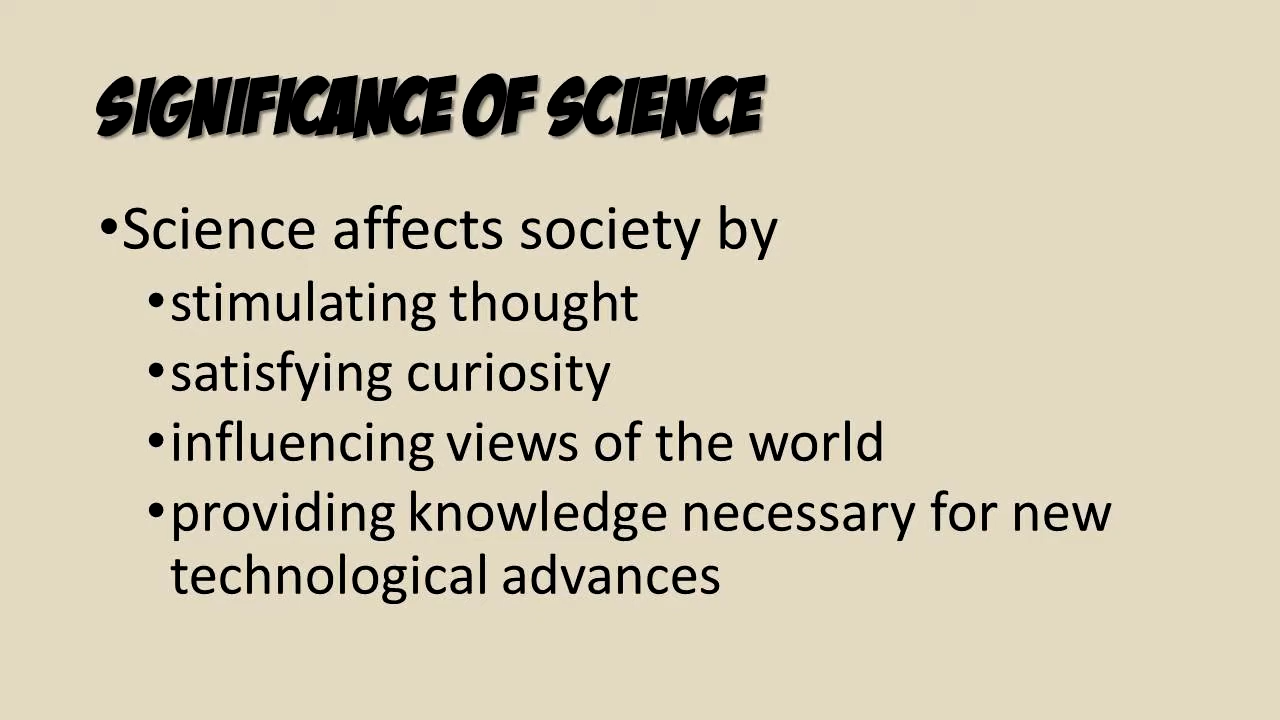 SIGNIFICANCE OF SCIENCE
•Science affects society by
•stimulating thought
•satisfying curiosity
•influencing views of the world
•providing knowledge necessary for new
technological advances